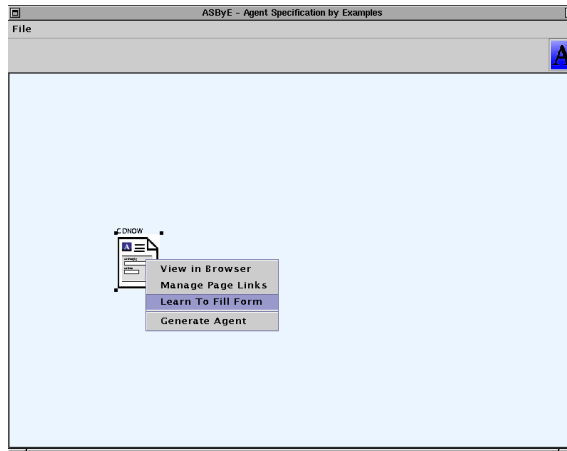 ASByE - Agent Specification by Examples
File
A
CDNOW
A
View in Browser
Manage Page Links
Learn To Fill Form
Generate Agent